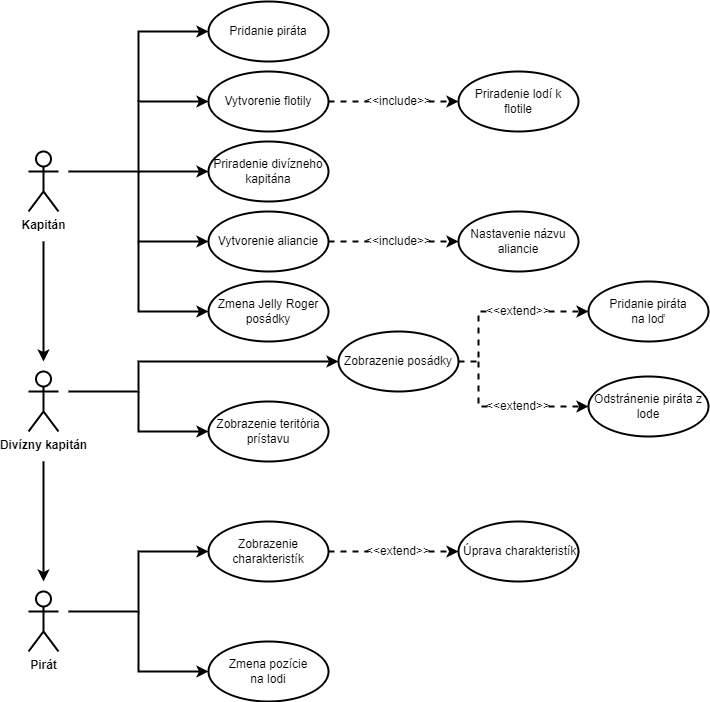 Pridanie piráta
Vytvorenie flotily
<<include>>
Priradenie lodí k
flotile
Priradenie divízneho
kapitána
Kapitán
Vytvorenie aliancie
<<include>>
Nastavenie názvu
aliancie
Zmena Jelly Roger
posádky
<<extend>>
Pridanie piráta
na loď
Zobrazenie posádky
<<extend>>
Odstránenie piráta z
lode
Divízny kapitán
Zobrazenie teritória
prístavu
Zobrazenie
charakteristík
<<extend>>
Úprava charakteristík
Pirát
Zmena pozície
na lodi